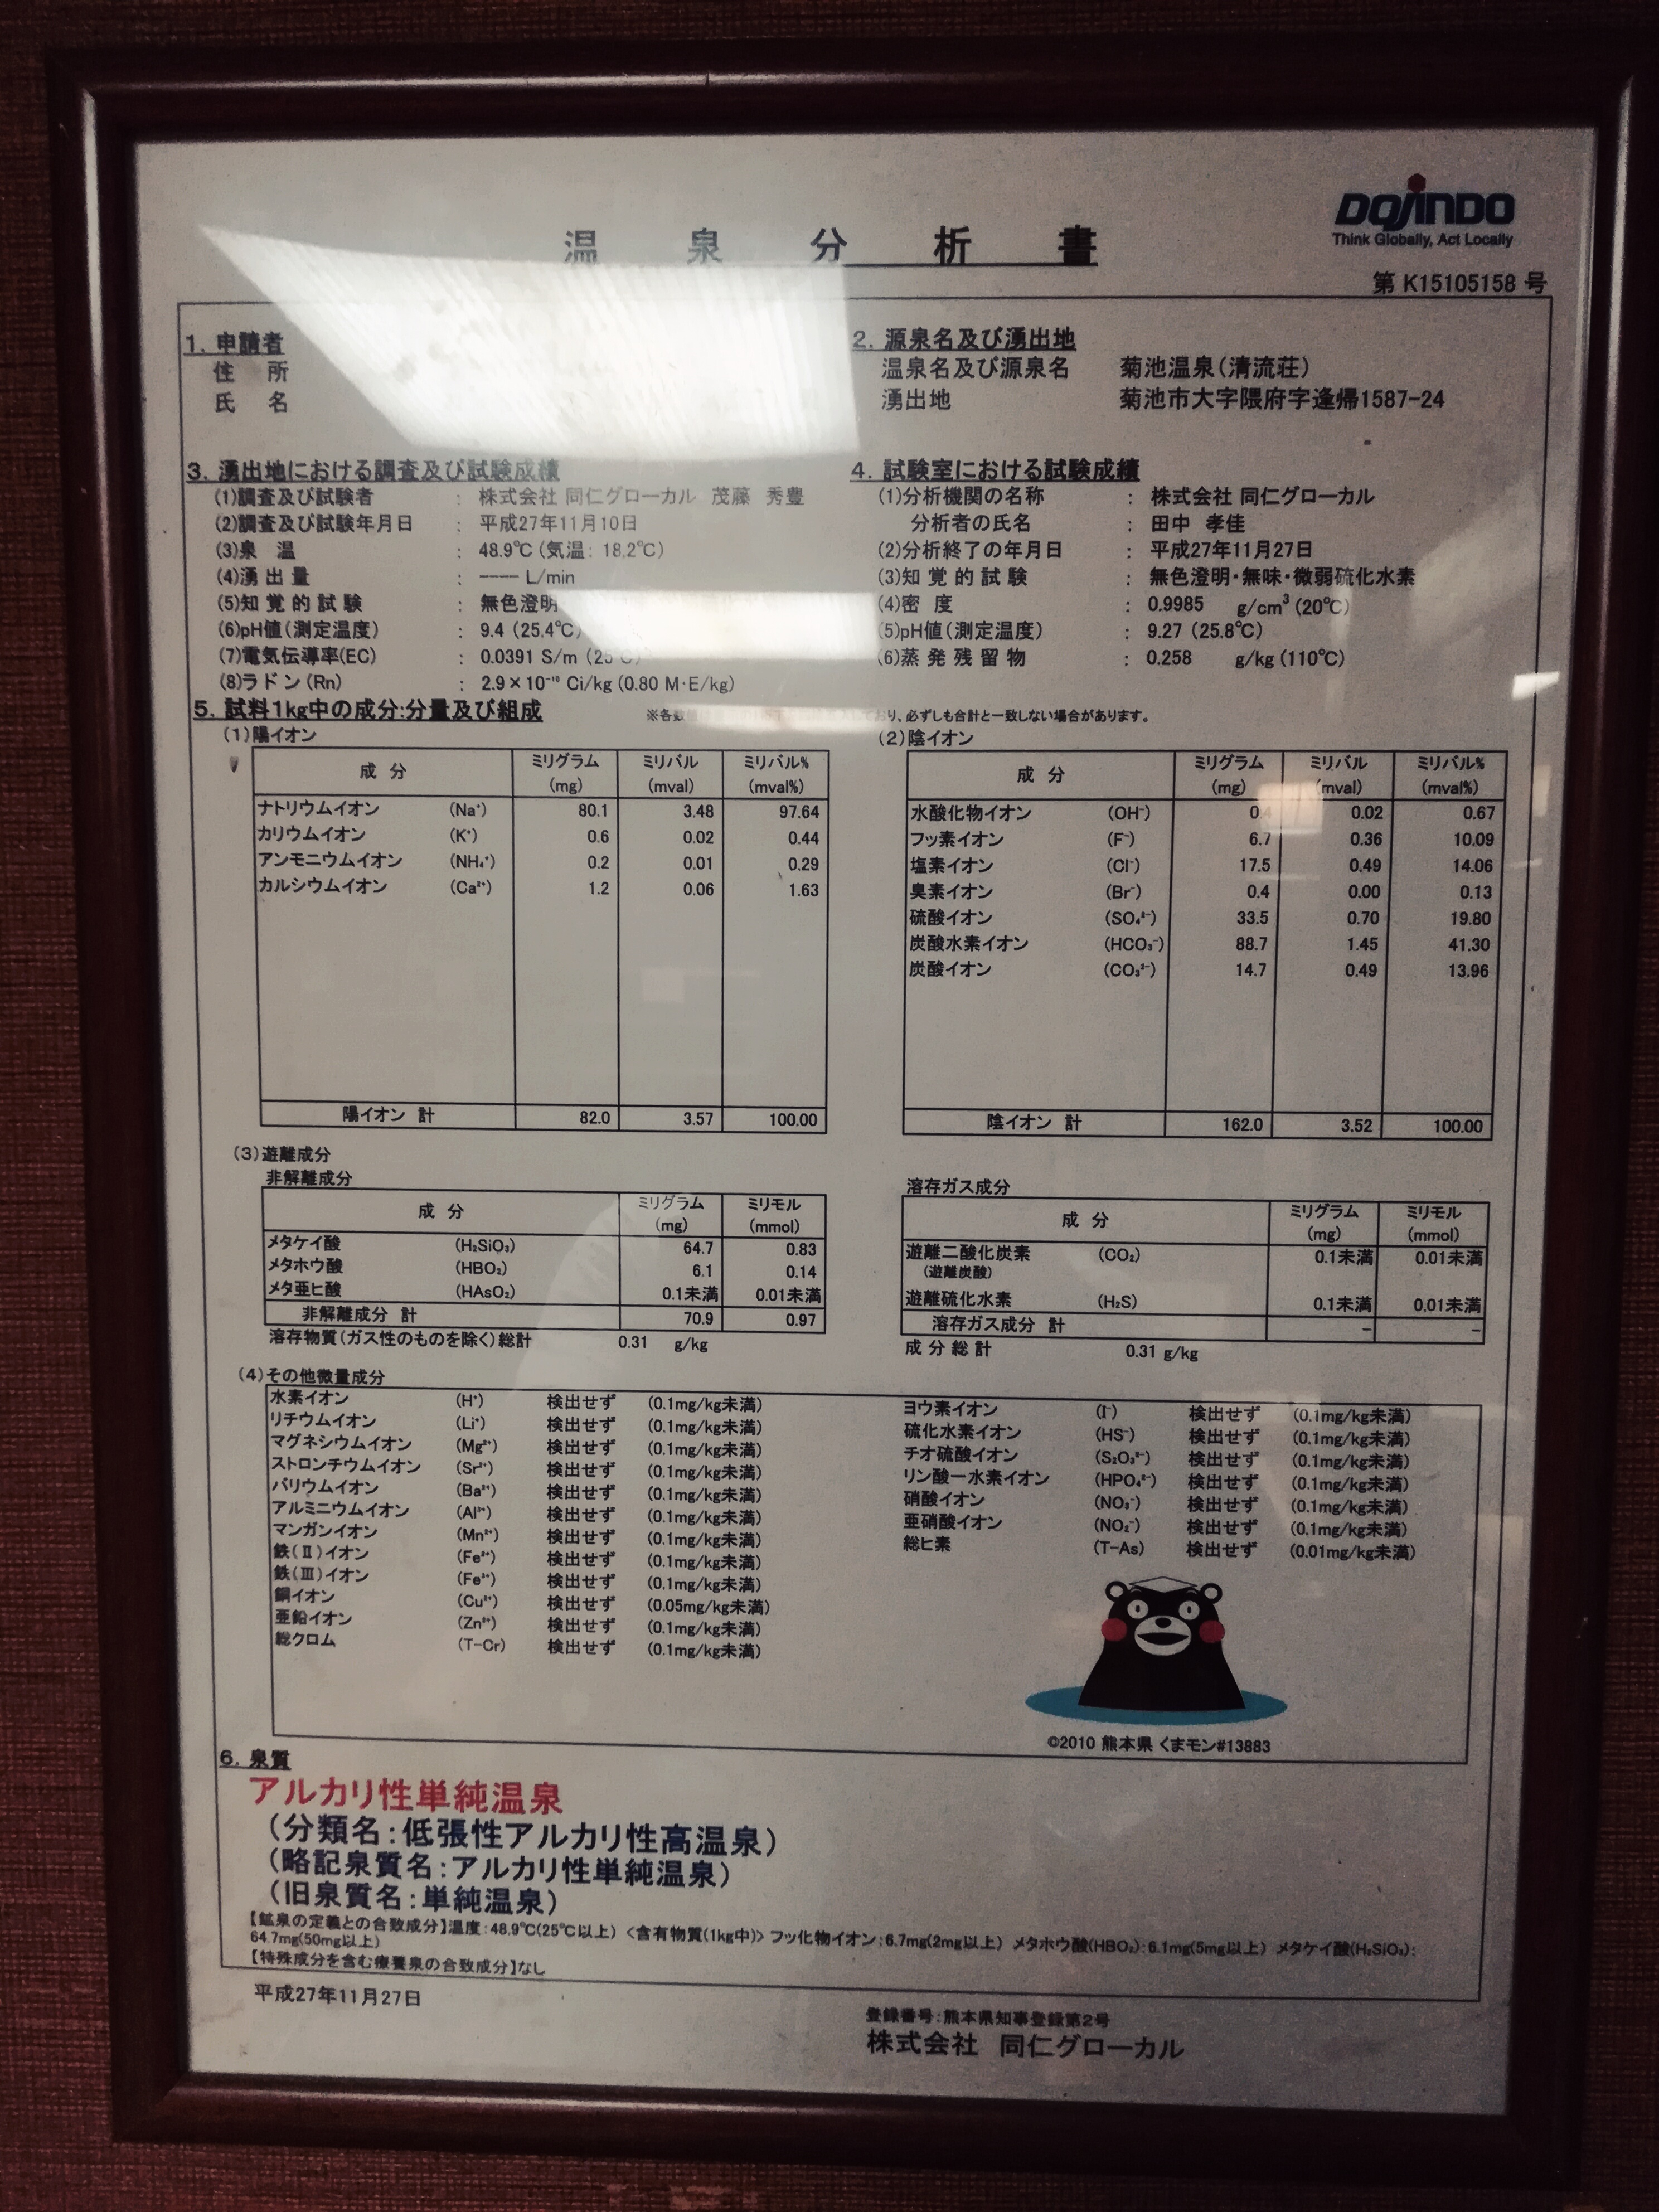 DOJINDO
Think Globally, Act Locally
温泉分析書
第 K15105158 号
1. 申請者
住 所
氏 名
2. 源泉名及び湧出地
温泉名及び源泉名 菊池温泉(清流荘)
湧出地 菊池市大字隈府字逢帰1587-24
3. 湧出地における調査及び試験成績
(1)調査及び試験者 : 株式会社 同仁グローカル 茂藤 秀豊
(2)調査及び試験年月日 : 平成27年11月10日
(3)泉 温 : 48.9℃(気温: 18.2℃)
(4)湧 出 量 : ---- L/min
(5)知 覚 的 試 験 : 無色澄明
(6)pH値(測定温度) : 9.4 (25.4℃)
(7)電気伝導率(EC) : 0.0391 S/m (25℃)
(8)ラドン(Rn) : 2.9×10⁻¹⁰ Ci/kg (0.80 M・E/kg)
4. 試験室における試験成績
(1)分析機関の名称 : 株式会社 同仁グローカル
分析者の氏名 : 田中 孝佳
(2)分析終了の年月日 : 平成27年11月27日
(3)知 覚 的 試 験 : 無色澄明・無味・微弱硫化水素
(4)密 度 : 0.9985 g/cm³ (20℃)
(5)pH値(測定温度) : 9.27 (25.8℃)
(6)蒸 発 残 留 物 : 0.258 g/kg (110℃)
5. 試料1kg中の成分:分量及び組成
※各数 おり、必ずしも合計と一致しない場合があります。
(1)陽イオン
成 分 ミリグラム (mg) ミリバル (mval) ミリバル% (mval%)
ナトリウムイオン (Na⁺) 80.1 3.48 97.64
カリウムイオン (K⁺) 0.6 0.02 0.44
アンモニウムイオン (NH₄⁺) 0.2 0.01 0.29
カルシウムイオン (Ca²⁺) 1.2 0.06 1.63
陽イオン 計 82.0 3.57 100.00
(2)陰イオン
成 分 ミリグラム (mg) ミリバル (mval) ミリバル% (mval%)
水酸化物イオン (OH⁻) 0.4 0.02 0.67
フッ素イオン (F⁻) 6.7 0.36 10.09
塩素イオン (Cl⁻) 17.5 0.49 14.06
臭素イオン (Br⁻) 0.4 0.00 0.13
硫酸イオン (SO₄²⁻) 33.5 0.70 19.80
炭酸水素イオン (HCO₃⁻) 88.7 1.45 41.30
炭酸イオン (CO₃²⁻) 14.7 0.49 13.96
陰イオン 計 162.0 3.52 100.00
(3)遊離成分
非解離成分
成 分 ミリグラム (mg) ミリモル (mmol)
メタケイ酸 (H₂SiO₃) 64.7 0.83
メタホウ酸 (HBO₂) 6.1 0.14
メタ亜ヒ酸 (HAsO₂) 0.1未満 0.01未満
非解離成分 計 70.9 0.97
溶存物質(ガス性のものを除く)総計 0.31 g/kg
溶存ガス成分
成 分 ミリグラム (mg) ミリモル (mmol)
遊離二酸化炭素 (CO₂) 0.1未満 0.01未満
(遊離炭酸)
遊離硫化水素 (H₂S) 0.1未満 0.01未満
溶存ガス成分 計 – –
成 分 総 計 0.31 g/kg
(4)その他微量成分
水素イオン (H⁺) 検出せず (0.1mg/kg未満)
リチウムイオン (Li⁺) 検出せず (0.1mg/kg未満)
マグネシウムイオン (Mg²⁺) 検出せず (0.1mg/kg未満)
ストロンチウムイオン (Sr²⁺) 検出せず (0.1mg/kg未満)
バリウムイオン (Ba²⁺) 検出せず (0.1mg/kg未満)
アルミニウムイオン (Al³⁺) 検出せず (0.1mg/kg未満)
マンガンイオン (Mn²⁺) 検出せず (0.1mg/kg未満)
鉄(Ⅱ)イオン (Fe²⁺) 検出せず (0.1mg/kg未満)
鉄(Ⅲ)イオン (Fe³⁺) 検出せず (0.1mg/kg未満)
銅イオン (Cu²⁺) 検出せず (0.05mg/kg未満)
亜鉛イオン (Zn²⁺) 検出せず (0.1mg/kg未満)
総クロム (T-Cr) 検出せず (0.1mg/kg未満)
ヨウ素イオン (I⁻) 検出せず (0.1mg/kg未満)
硫化水素イオン (HS⁻) 検出せず (0.1mg/kg未満)
チオ硫酸イオン (S₂O₃²⁻) 検出せず (0.1mg/kg未満)
リン酸一水素イオン (HPO₄²⁻) 検出せず (0.1mg/kg未満)
硝酸イオン (NO₃⁻) 検出せず (0.1mg/kg未満)
亜硝酸イオン (NO₂⁻) 検出せず (0.1mg/kg未満)
総ヒ素 (T-As) 検出せず (0.01mg/kg未満)
©2010 熊本県 くまモン#13883
6. 泉質
アルカリ性単純温泉
(分類名:低張性アルカリ性高温泉)
(略記泉質名:アルカリ性単純温泉)
(旧泉質名:単純温泉)
【鉱泉の定義との合致成分】温度:48.9℃(25℃以上) <含有物質(1kg中)> フッ化物イオン:6.7mg(2mg以上) メタホウ酸(HBO₂):6.1mg(5mg以上) メタケイ酸(H₂SiO₃):
64.7mg(50mg以上)
【特殊成分を含む療養泉の合致成分】なし
平成27年11月27日
登録番号:熊本県知事登録第2号
株式会社 同仁グローカル